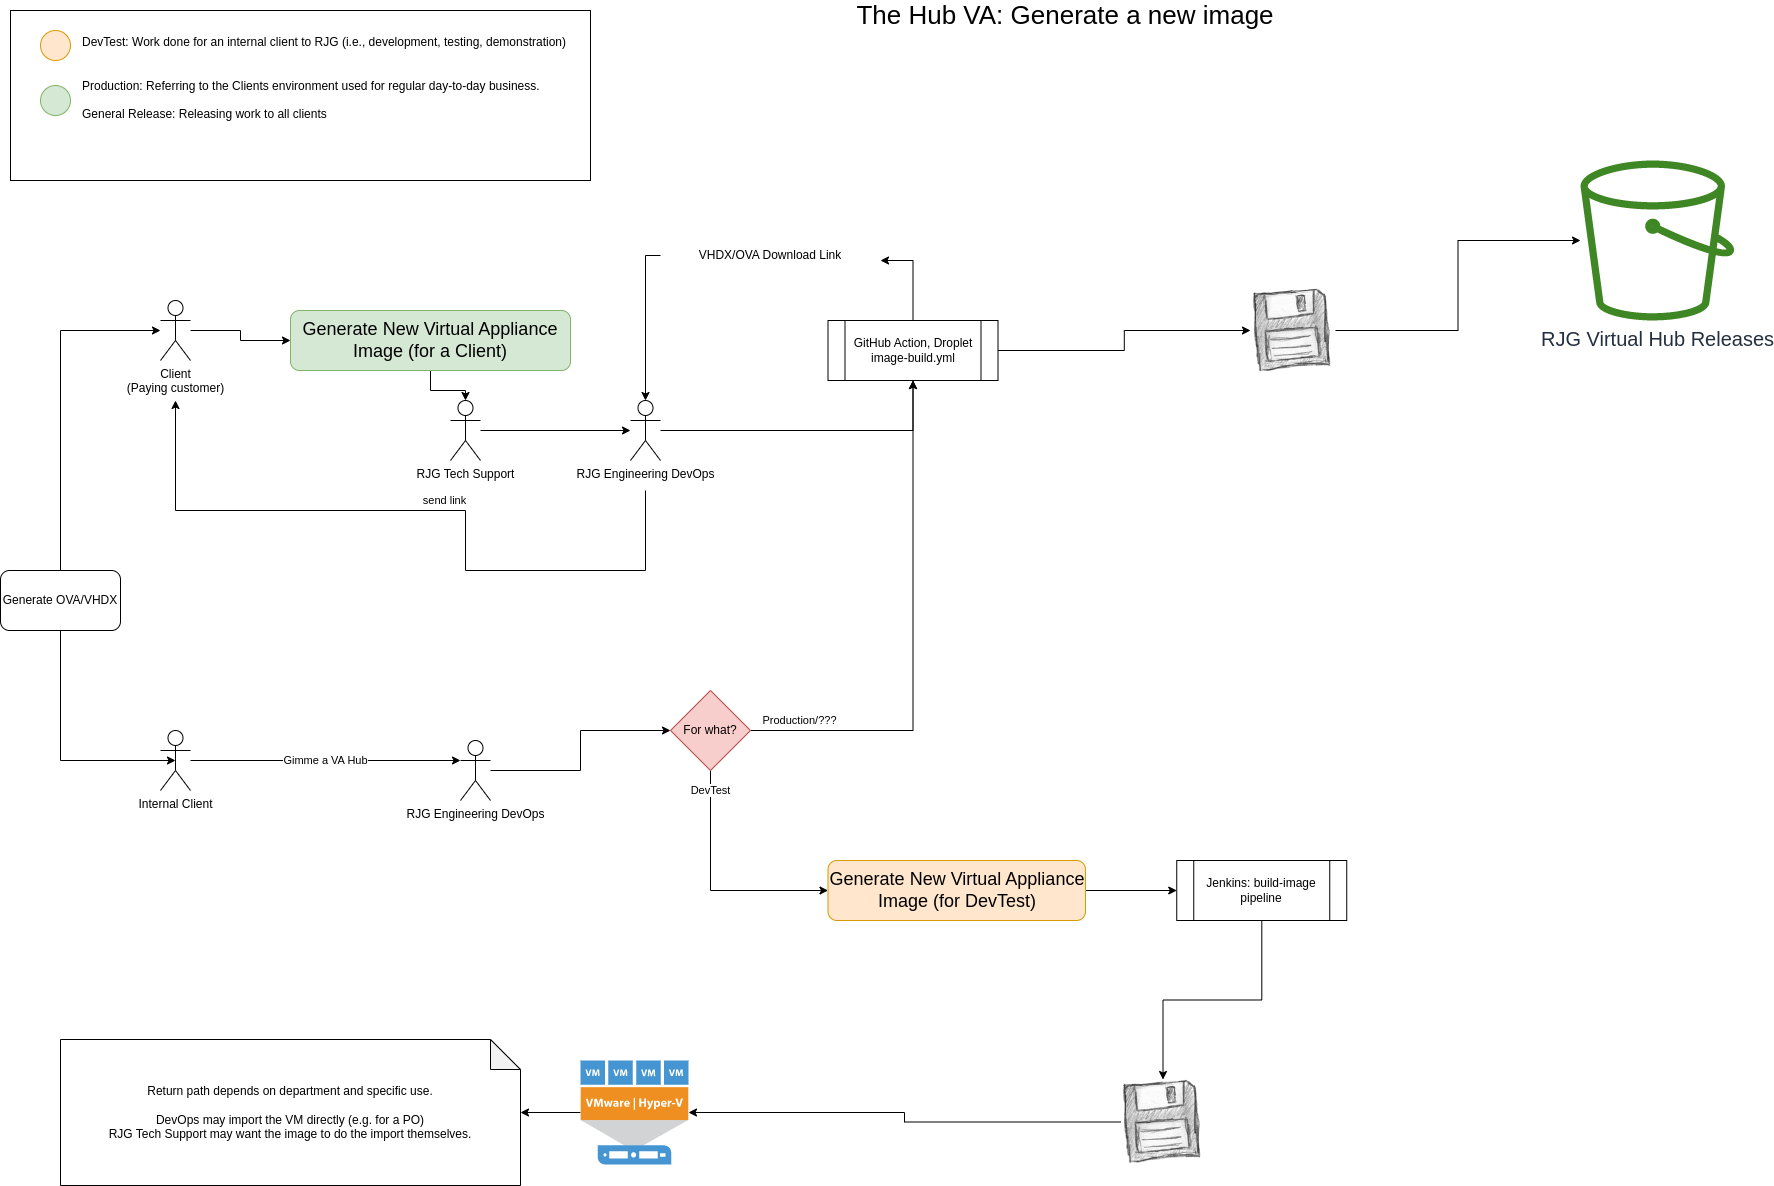 The Hub VA: Generate a new image
DevTest: Work done for an internal client to RJG (i.e., development, testing, demonstration)
Production: Referring to the Clients environment used for regular day-to-day business.
General Release: Releasing work to all clients
VHDX/OVA Download Link
Generate New Virtual Appliance
Image (for a Client)
GitHub Action, Droplet
image-build.yml
RJG Virtual Hub Releases
Client
(Paying customer)
RJG Tech Support
RJG Engineering DevOps
send link
Generate OVA/VHDX
For what?
Production/???
Gimme a VA Hub
Internal Client
RJG Engineering DevOps
DevTest
Generate New Virtual Appliance
Image (for DevTest)
Jenkins: build-image
pipeline
VM VM VM VM
VMware | Hyper-V
Return path depends on department and specific use.
DevOps may import the VM directly (e.g. for a PO)
RJG Tech Support may want the image to do the import themselves.